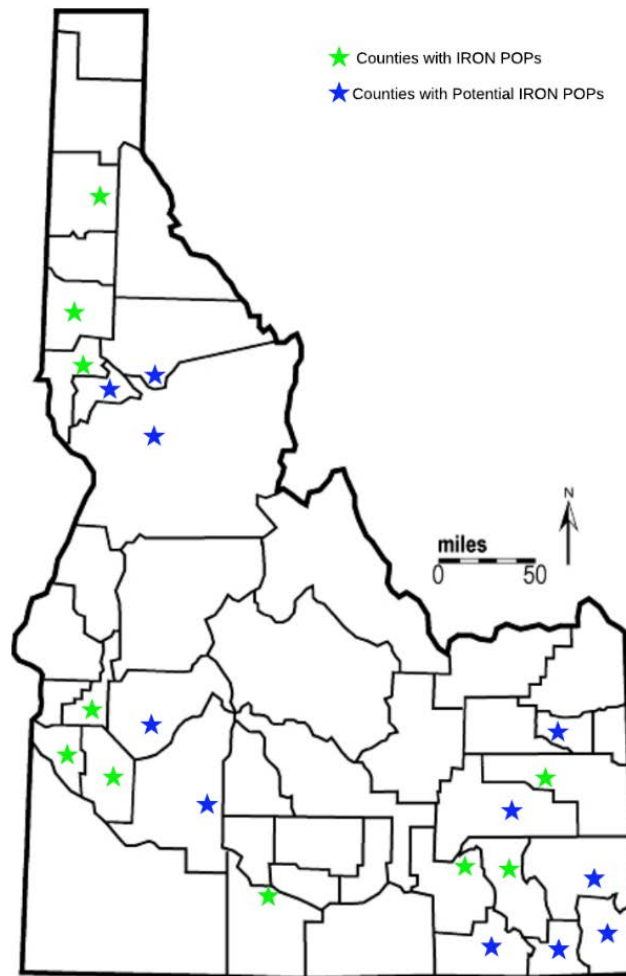 Counties with IRON POPs
Counties with Potential IRON POPs
N
miles
0 50